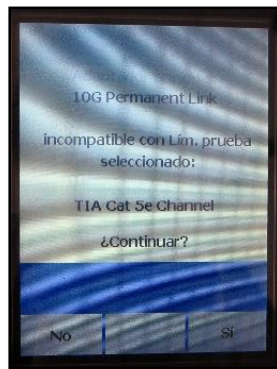 10G Permanent Link
incompatible con Lím. prueba
seleccionado:
TIA Cat 5e Channel
¿Continuar?
No
Sí